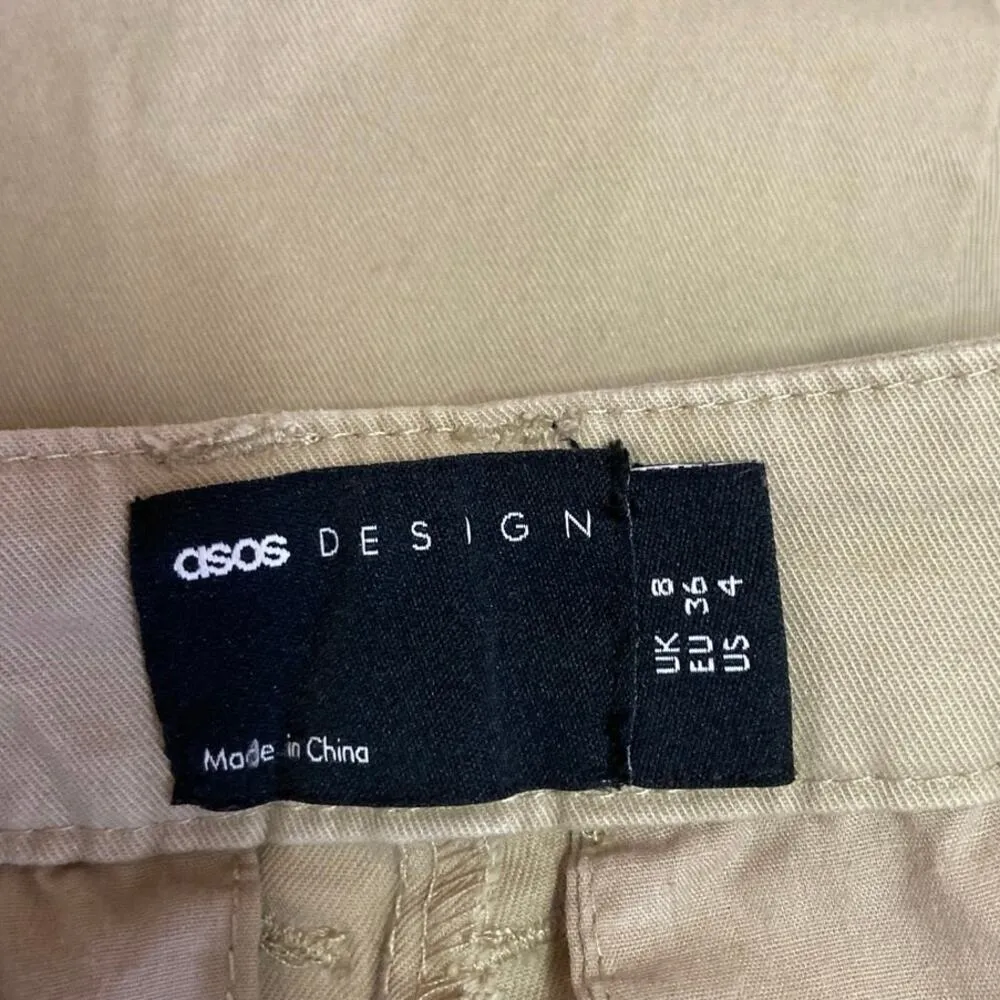 asos DESIGN
Made in China
UK 8
EU 36
US 4